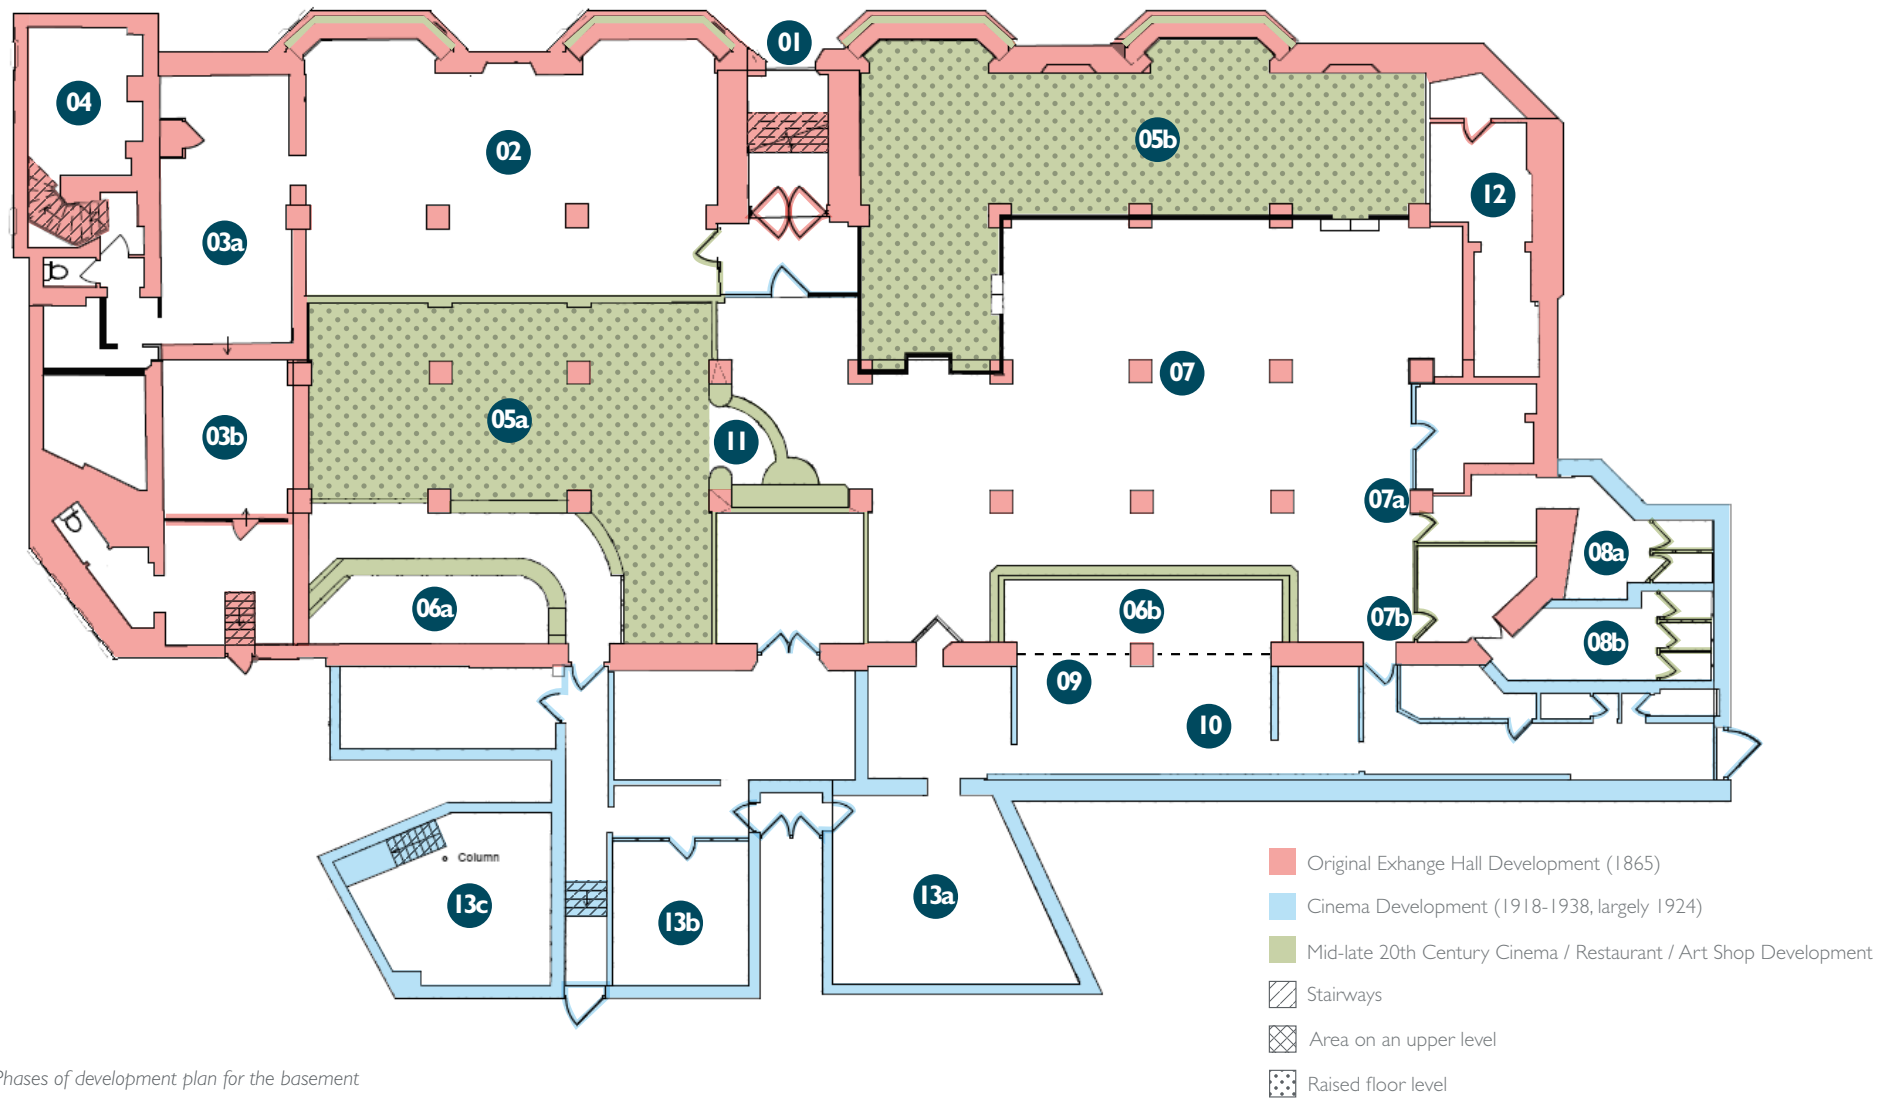 01
04
02
05b
12
03a
07
05a
03b
11
07a
08a
06a
06b
07b
08b
09
10
Column
13c
13b
13a
Original Exhange Hall Development (1865)
Cinema Development (1918-1938, largely 1924)
Mid-late 20th Century Cinema / Restaurant / Art Shop Development
Stairways
Area on an upper level
Raised floor level
Phases of development plan for the basement